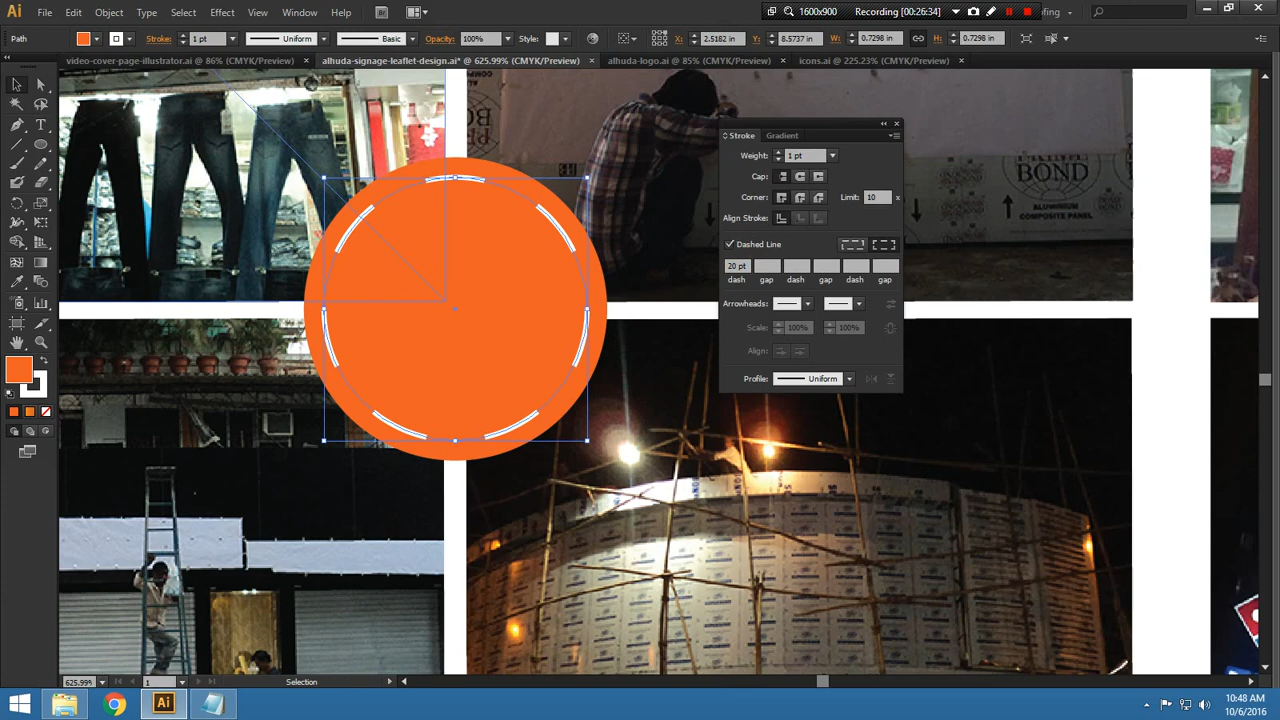 Ai File Edit Object Type Select Effect View Window Help Br 1600x900 Recording [00:26:34] fing
Path Stroke: 1 pt Uniform Basic Opacity: 100% Style: X: 2.5182 in Y: 8.5737 in W: 0.7298 in H: 0.7298 in
video-cover-page-illustrator.ai @ 86% (CMYK/Preview) × alhuda-signage-leaflet-design.ai* @ 625.99% (CMYK/Preview) × alhuda-logo.ai @ 85% (CMYK/Preview) × icons.ai @ 225.23% (CMYK/Preview) ×
BOND
Stroke Gradient
Weight: 1 pt
Cap:
Corner: Limit: 10 x
Align Stroke:
Dashed Line
20 pt
dash gap dash gap dash gap
Arrowheads:
Scale: 100% 100%
Align:
Profile: Uniform
BOND
ALUMINIUM
COMPOSITE PANEL
625.99% 1 Selection
Ai 10:48 AM
10/6/2016